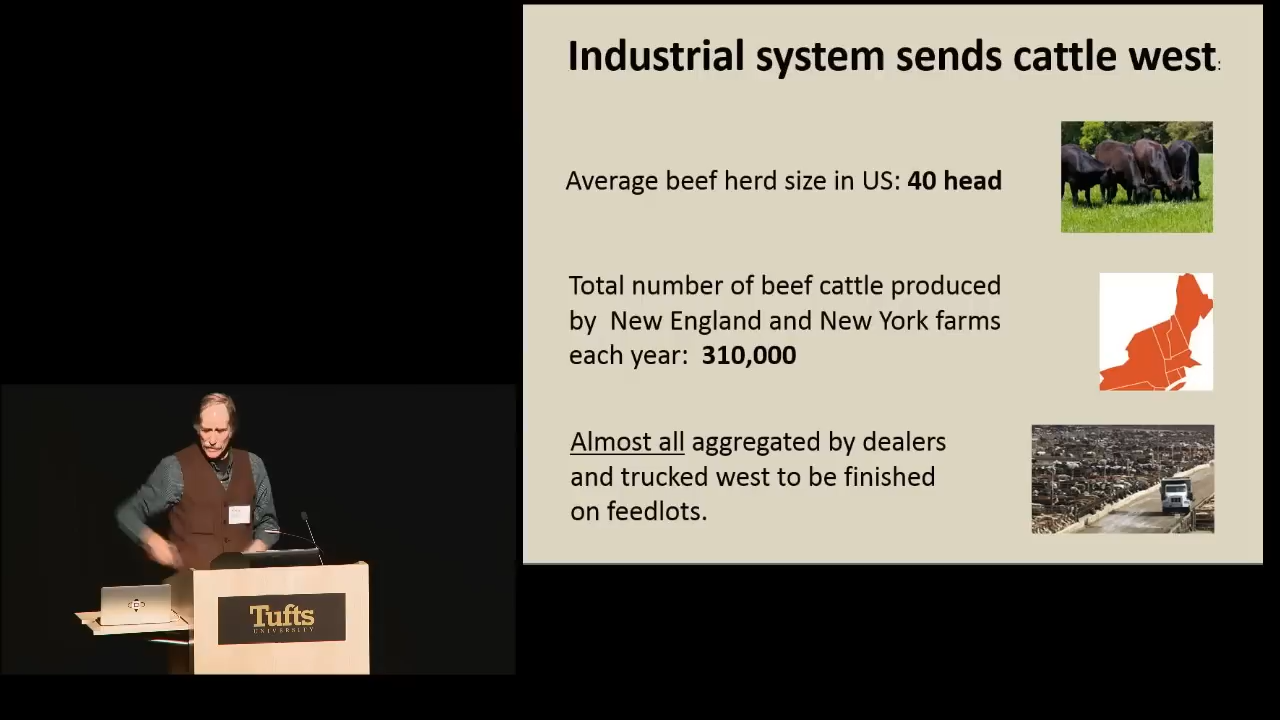 Industrial system sends cattle west:
Average beef herd size in US: 40 head
Total number of beef cattle produced
by New England and New York farms
each year: 310,000
Almost all aggregated by dealers
and trucked west to be finished
on feedlots.
Tufts
UNIVERSITY